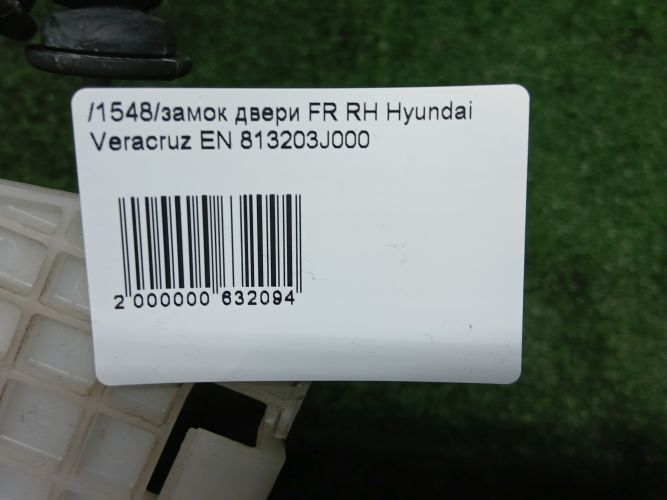 /1548/замок двери FR RH Hyundai
Veracruz EN 813203J000
2 000000 632094